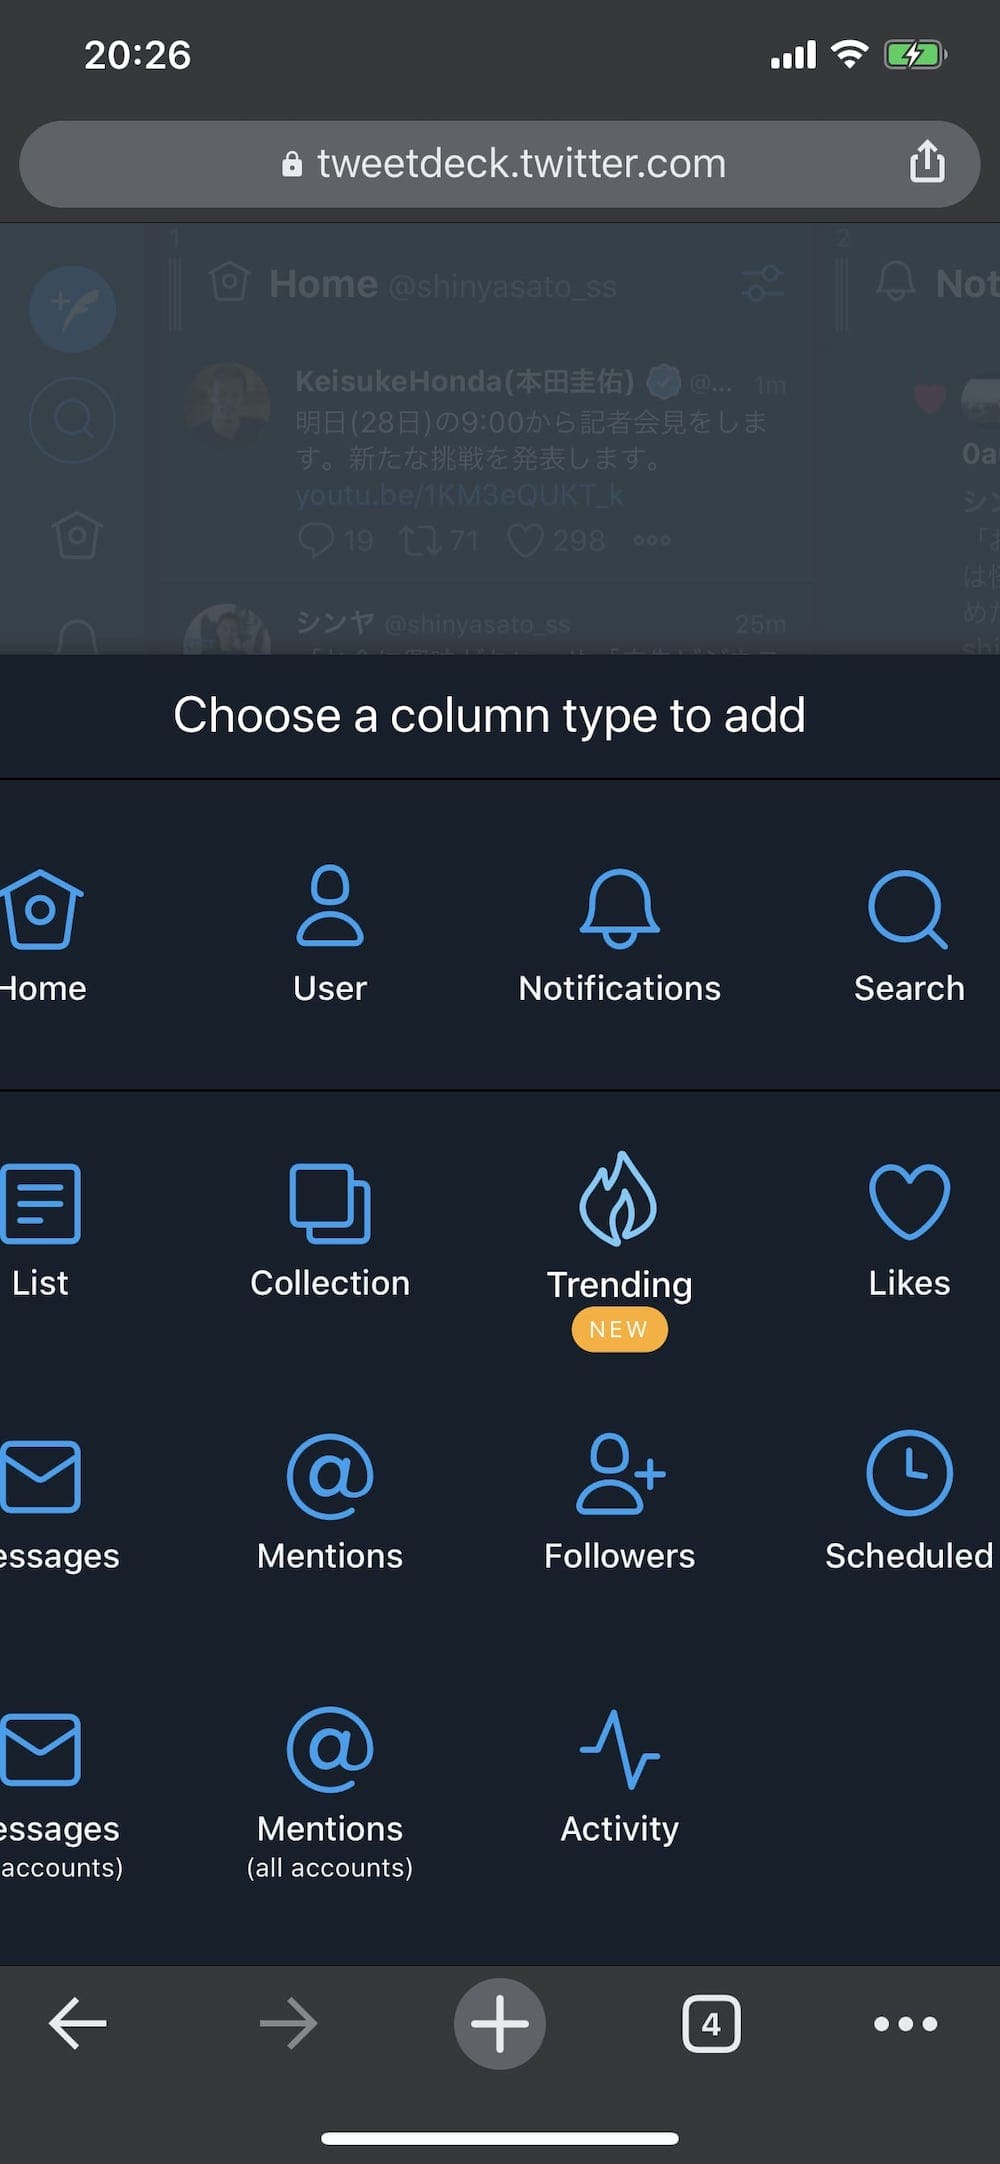 20:26
tweetdeck.twitter.com
1
2
Home @shinyasato_ss
Not
KeisukeHonda(本田圭佑) @... 1m
明日(28日)の9:00から記者会見をしま
す。新たな挑戦を発表します。
youtu.be/1KM3eQUKT_k
19 71 298
シンヤ @shinyasato_ss 25m
Choose a column type to add
Home
User
Notifications
Search
List
Collection
Trending
Likes
NEW
essages
Mentions
Followers
Scheduled
essages
Mentions
Activity
accounts)
(all accounts)
4